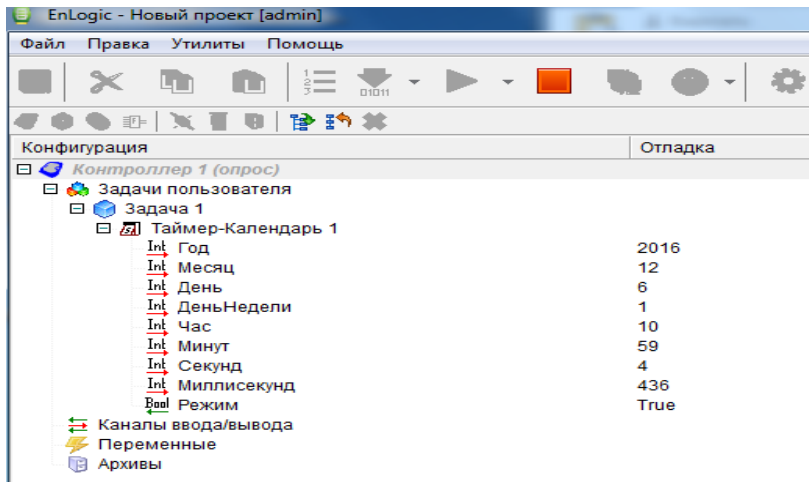 EnLogic - Новый проект [admin]
Файл Правка Утилиты Помощь
Конфигурация Отладка
Контроллер 1 (опрос)
Задачи пользователя
Задача 1
Таймер-Календарь 1
Int Год 2016
Int Месяц 12
Int День 6
Int ДеньНедели 1
Int Час 10
Int Минут 59
Int Секунд 4
Int Миллисекунд 436
Bool Режим True
Каналы ввода/вывода
Переменные
Архивы